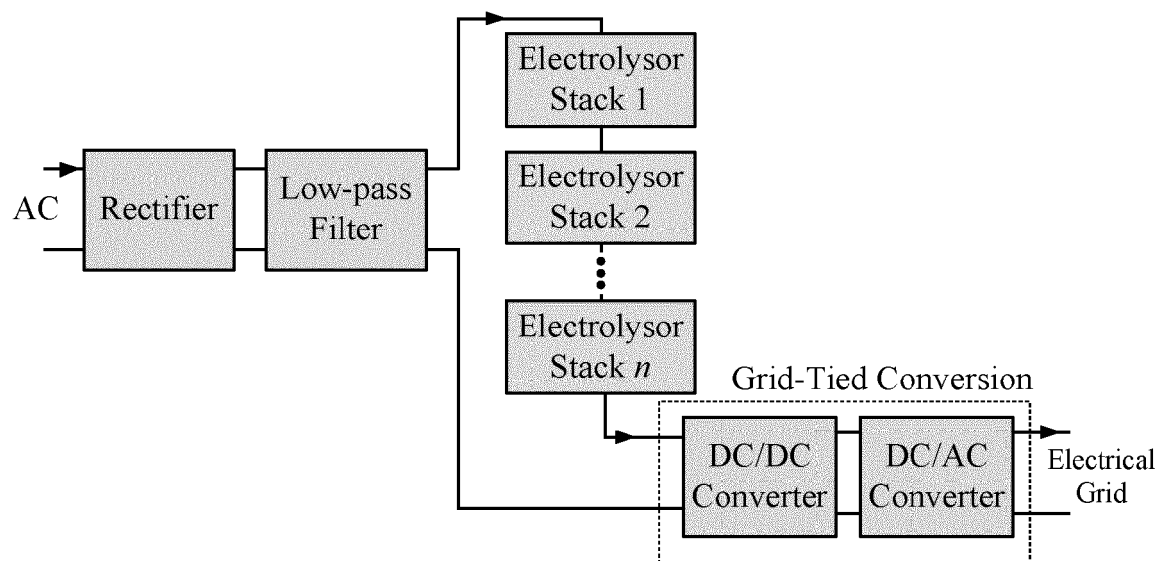 Electrolysor
Stack 1
AC
Rectifier
Low-pass
Filter
Electrolysor
Stack 2
Electrolysor
Stack n
Grid-Tied Conversion
DC/DC
Converter
DC/AC
Converter
Electrical
Grid